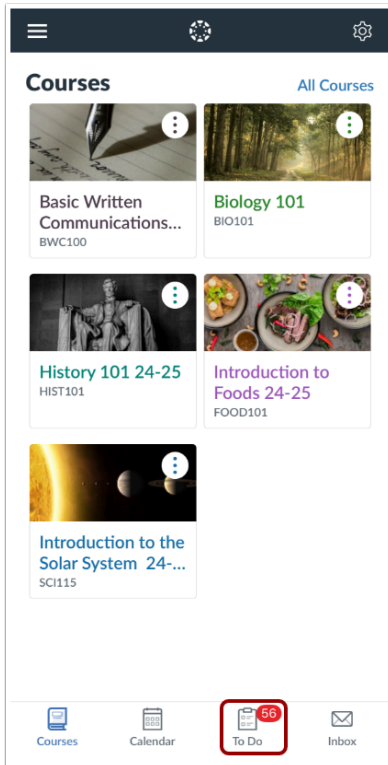 Courses
All Courses
Basic Written
Communications...
BWC100
Biology 101
BIO101
History 101 24-25
HIST101
Introduction to
Foods 24-25
FOOD101
Introduction to the
Solar System 24-...
SCI115
56
Courses
Calendar
To Do
Inbox